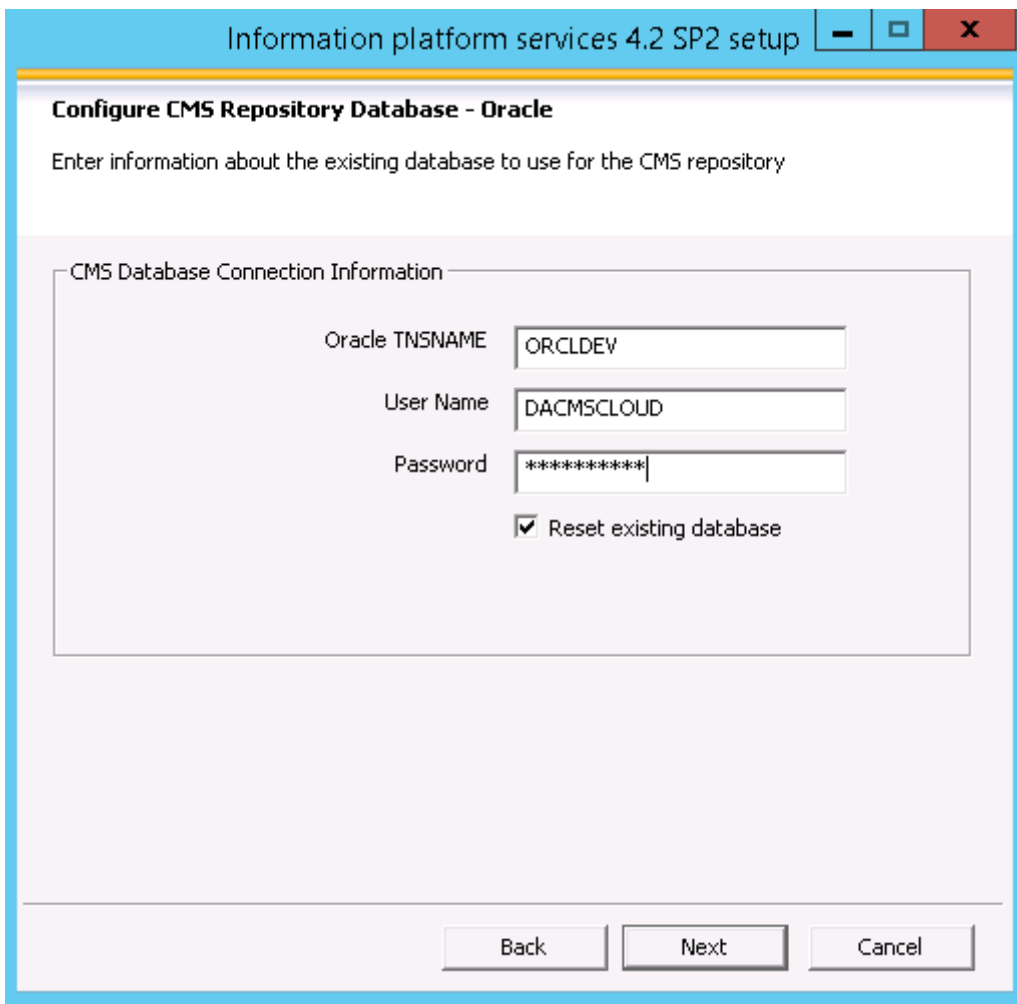 Information platform services 4.2 SP2 setup
Configure CMS Repository Database - Oracle
Enter information about the existing database to use for the CMS repository
CMS Database Connection Information
Oracle TNSNAME ORCLDEV
User Name DACMSCLOUD
Password **********
Reset existing database
Back Next Cancel